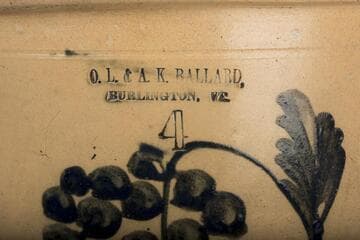 O. L. & A. K. BALLARD,
BURLINGTON, VT.
4